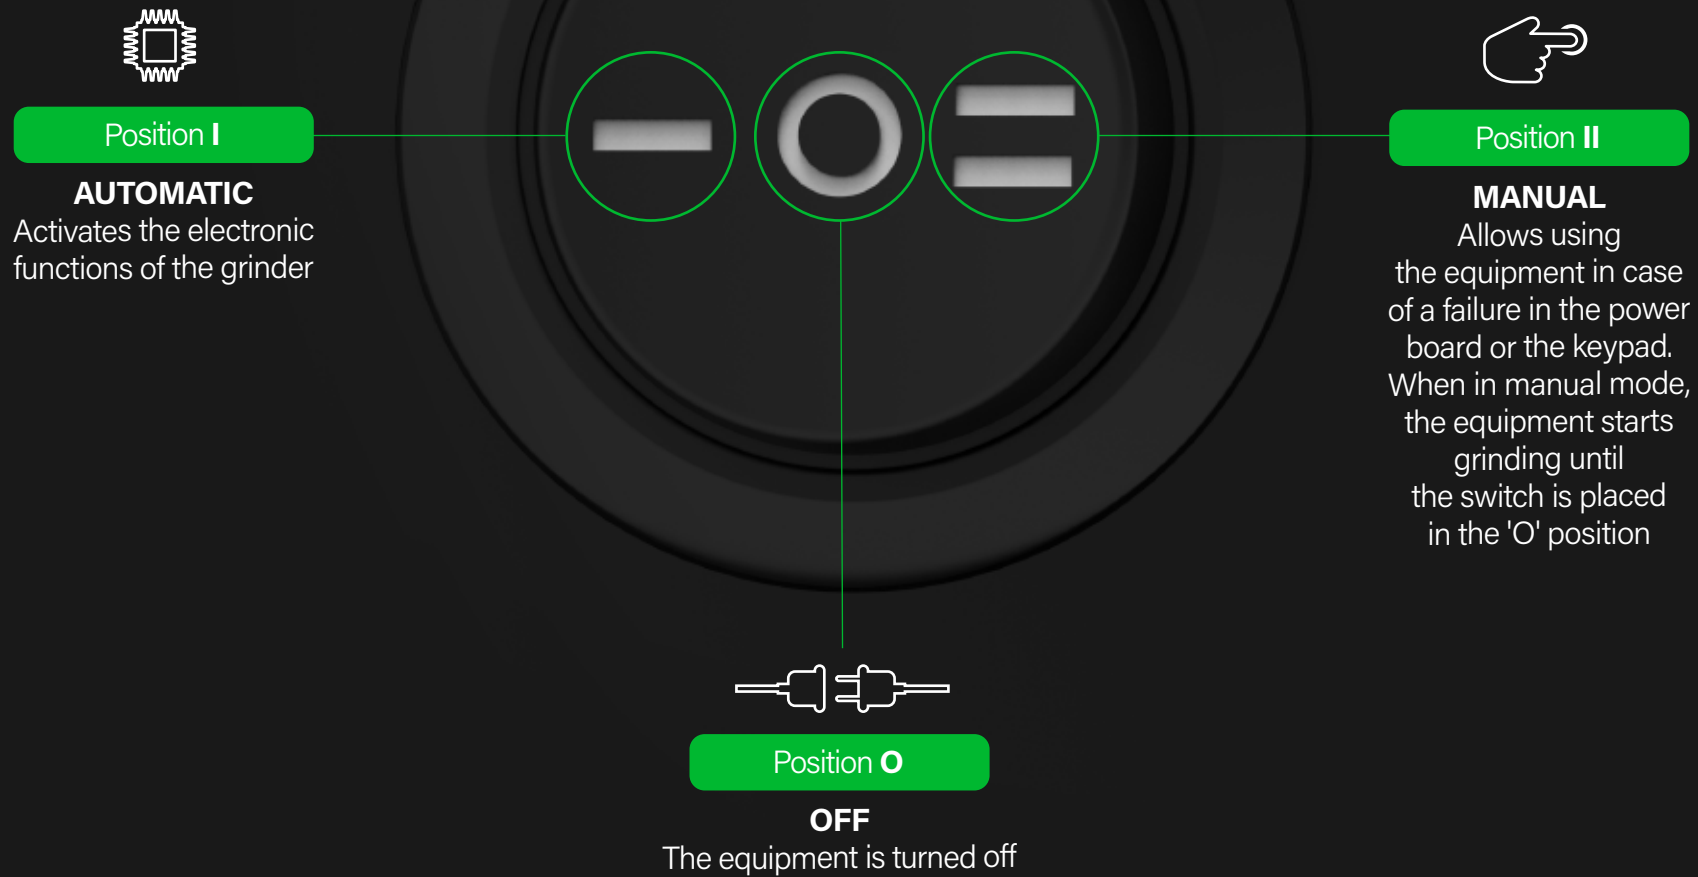 Position I
AUTOMATIC
Activates the electronic
functions of the grinder
Position II
MANUAL
Allows using
the equipment in case
of a failure in the power
board or the keypad.
When in manual mode,
the equipment starts
grinding until
the switch is placed
in the 'O' position
Position O
OFF
The equipment is turned off